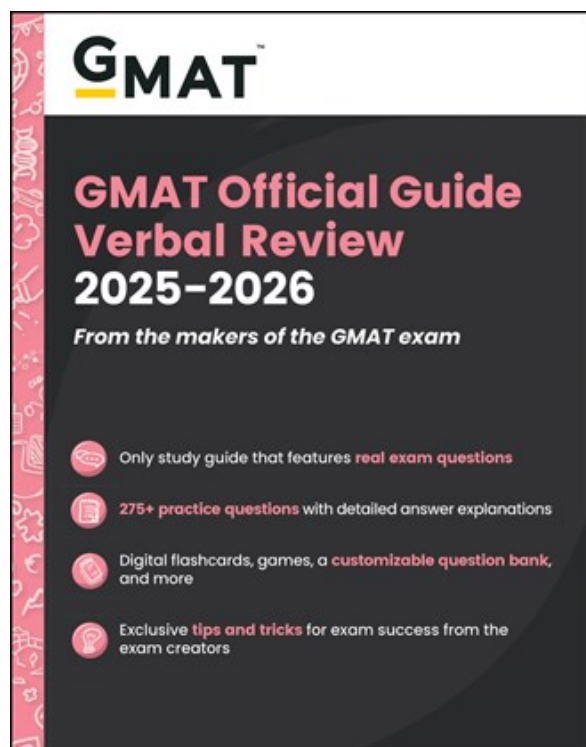 GMAT™
GMAT Official Guide
Verbal Review
2025-2026
From the makers of the GMAT exam
Only study guide that features real exam questions
275+ practice questions with detailed answer explanations
Digital flashcards, games, a customizable question bank,
and more
Exclusive tips and tricks for exam success from the
exam creators